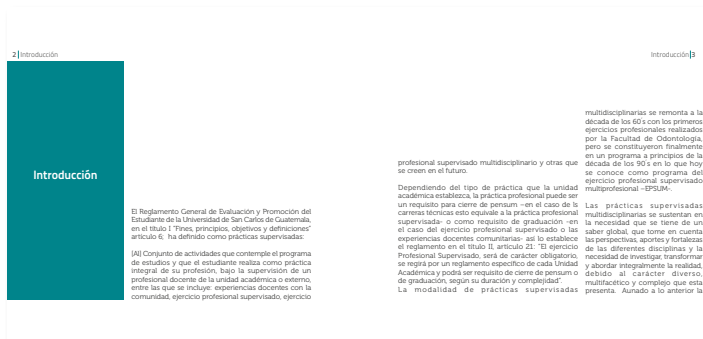 2 Introducción
Introducción
El Reglamento General de Evaluación y Promoción del
Estudiante de la Universidad de San Carlos de Guatemala,
en el título I "Fines, principios, objetivos y definiciones"
artículo 6; ha definido como prácticas supervisadas:
[Al] Conjunto de actividades que contemple el programa
de estudios y que el estudiante realiza como práctica
integral de su profesión, bajo la supervisión de un
profesional docente de la unidad académica o externo,
entre las que se incluye: experiencias docentes con la
comunidad, ejercicio profesional supervisado, ejercicio
Introducción 3
profesional supervisado multidisciplinario y otras que
se creen en el futuro.
Dependiendo del tipo de práctica que la unidad
académica establezca, la práctica profesional puede ser
un requisito para cierre de pensum –en el caso de ls
carreras técnicas esto equivale a la práctica profesional
supervisada- o como requisito de graduación -en
el caso del ejercicio profesional supervisado o las
experiencias docentes comunitarias- así lo establece
el reglamento en el título II, artículo 21: "El ejercicio
Profesional Supervisado, será de carácter obligatorio,
se regirá por un reglamento específico de cada Unidad
Académica y podrá ser requisito de cierre de pensum o
de graduación, según su duración y complejidad".
La modalidad de prácticas supervisadas
multidisciplinarias se remonta a la
década de los 60's con los primeros
ejercicios profesionales realizados
por la Facultad de Odontología,
pero se constituyeron finalmente
en un programa a principios de la
década de los 90's en lo que hoy
se conoce como programa del
ejercicio profesional supervisado
multiprofesional –EPSUM-.
Las prácticas supervisadas
multidisciplinarias se sustentan en
la necesidad que se tiene de un
saber global, que tome en cuenta
las perspectivas, aportes y fortalezas
de las diferentes disciplinas y la
necesidad de investigar, transformar
y abordar integralmente la realidad,
debido al carácter diverso,
multifacético y complejo que esta
presenta. Aunado a lo anterior la